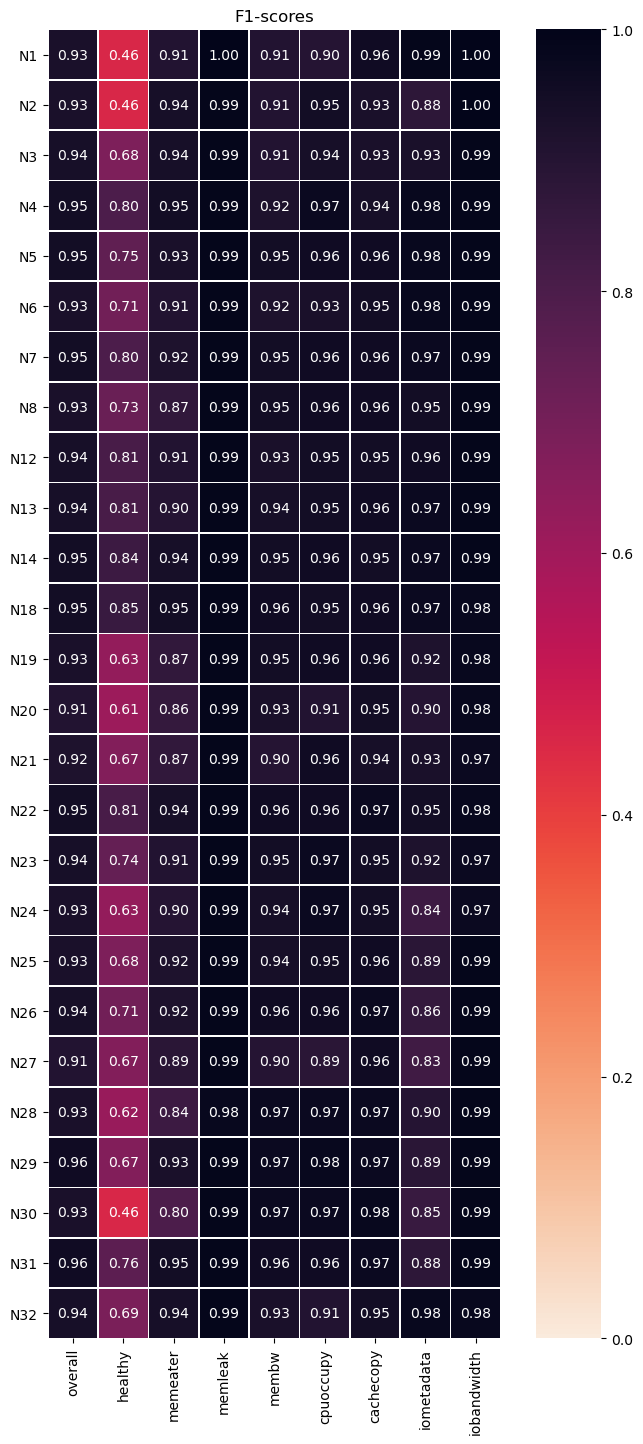 F1-scores
N1 0.93 0.46 0.91 1.00 0.91 0.90 0.96 0.99 1.00
N2 0.93 0.46 0.94 0.99 0.91 0.95 0.93 0.88 1.00
N3 0.94 0.68 0.94 0.99 0.91 0.94 0.93 0.93 0.99
N4 0.95 0.80 0.95 0.99 0.92 0.97 0.94 0.98 0.99
N5 0.95 0.75 0.93 0.99 0.95 0.96 0.96 0.98 0.99
N6 0.93 0.71 0.91 0.99 0.92 0.93 0.95 0.98 0.99
N7 0.95 0.80 0.92 0.99 0.95 0.96 0.96 0.97 0.99
N8 0.93 0.73 0.87 0.99 0.95 0.96 0.96 0.95 0.99
N12 0.94 0.81 0.91 0.99 0.93 0.95 0.95 0.96 0.99
N13 0.94 0.81 0.90 0.99 0.94 0.95 0.96 0.97 0.99
N14 0.95 0.84 0.94 0.99 0.95 0.96 0.95 0.97 0.99
N18 0.95 0.85 0.95 0.99 0.96 0.95 0.96 0.97 0.98
N19 0.93 0.63 0.87 0.99 0.95 0.96 0.96 0.92 0.98
N20 0.91 0.61 0.86 0.99 0.93 0.91 0.95 0.90 0.98
N21 0.92 0.67 0.87 0.99 0.90 0.96 0.94 0.93 0.97
N22 0.95 0.81 0.94 0.99 0.96 0.96 0.97 0.95 0.98
N23 0.94 0.74 0.91 0.99 0.95 0.97 0.95 0.92 0.97
N24 0.93 0.63 0.90 0.99 0.94 0.97 0.95 0.84 0.97
N25 0.93 0.68 0.92 0.99 0.94 0.95 0.96 0.89 0.99
N26 0.94 0.71 0.92 0.99 0.96 0.96 0.97 0.86 0.99
N27 0.91 0.67 0.89 0.99 0.90 0.89 0.96 0.83 0.99
N28 0.93 0.62 0.84 0.98 0.97 0.97 0.97 0.90 0.99
N29 0.96 0.67 0.93 0.99 0.97 0.98 0.97 0.89 0.99
N30 0.93 0.46 0.80 0.99 0.97 0.97 0.98 0.85 0.99
N31 0.96 0.76 0.95 0.99 0.96 0.96 0.97 0.88 0.99
N32 0.94 0.69 0.94 0.99 0.93 0.91 0.95 0.98 0.98
overall healthy memeater memleak membw cpuoccupy cachecopy iometadata iobandwidth
1.0
0.8
0.6
0.4
0.2
0.0